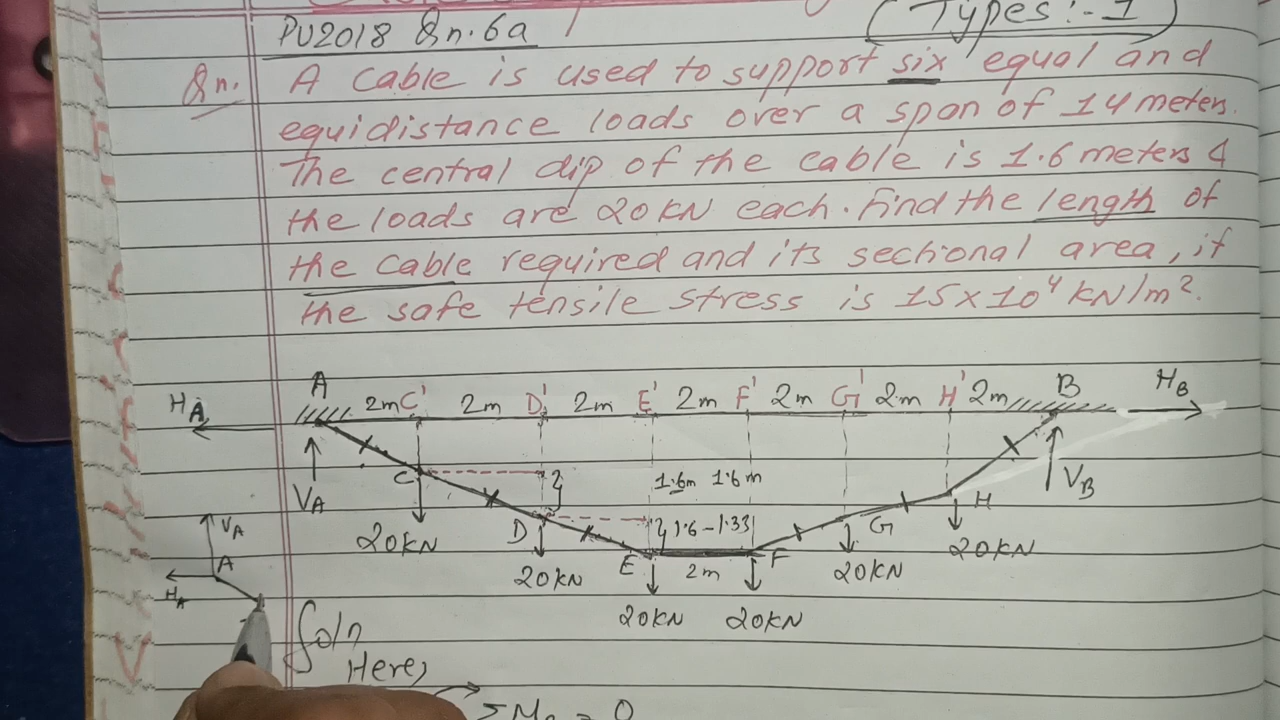 PU2018 Qn.6a
(Types:-1)
Qn. A cable is used to support six equal and
equidistance loads over a span of 14 meters.
The central dip of the cable is 1.6 meters &
the loads are 20KN each. Find the length of
the cable required and its sectional area, if
the safe tensile stress is 15x10⁴ KN/m².
A B
HA 2m C' 2m D' 2m E' 2m F' 2m G' 2m H' 2m HB
C 1.6m 1.6m
VA H VB
D 1.6-1.33 G
20KN 20KN
E F
20KN 2m 20KN
20KN 20KN
VA
A
HA
Soln
Here,
ΣM = 0